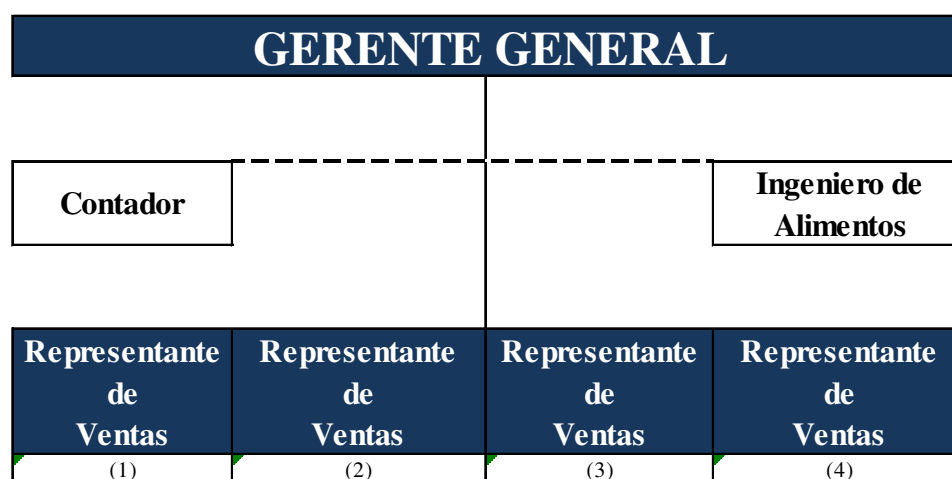 GERENTE GENERAL
Contador
Ingeniero de
Alimentos
Representante
de
Ventas
(1)
Representante
de
Ventas
(2)
Representante
de
Ventas
(3)
Representante
de
Ventas
(4)